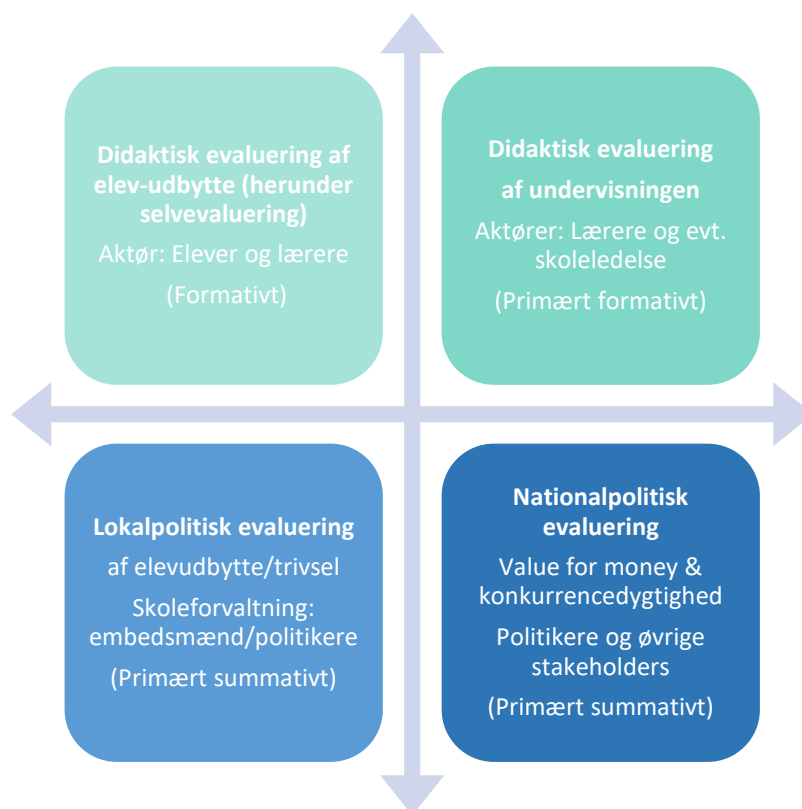 Didaktisk evaluering af
elev-udbytte (herunder
selvevaluering)
Aktør: Elever og lærere
(Formativt)
Didaktisk evaluering
af undervisningen
Aktører: Lærere og evt.
skoleledelse
(Primært formativt)
Lokalpolitisk evaluering
af elevudbytte/trivsel
Skoleforvaltning:
embedsmænd/politikere
(Primært summativt)
Nationalpolitisk
evaluering
Value for money &
konkurrencedygtighed
Politikere og øvrige
stakeholders
(Primært summativt)